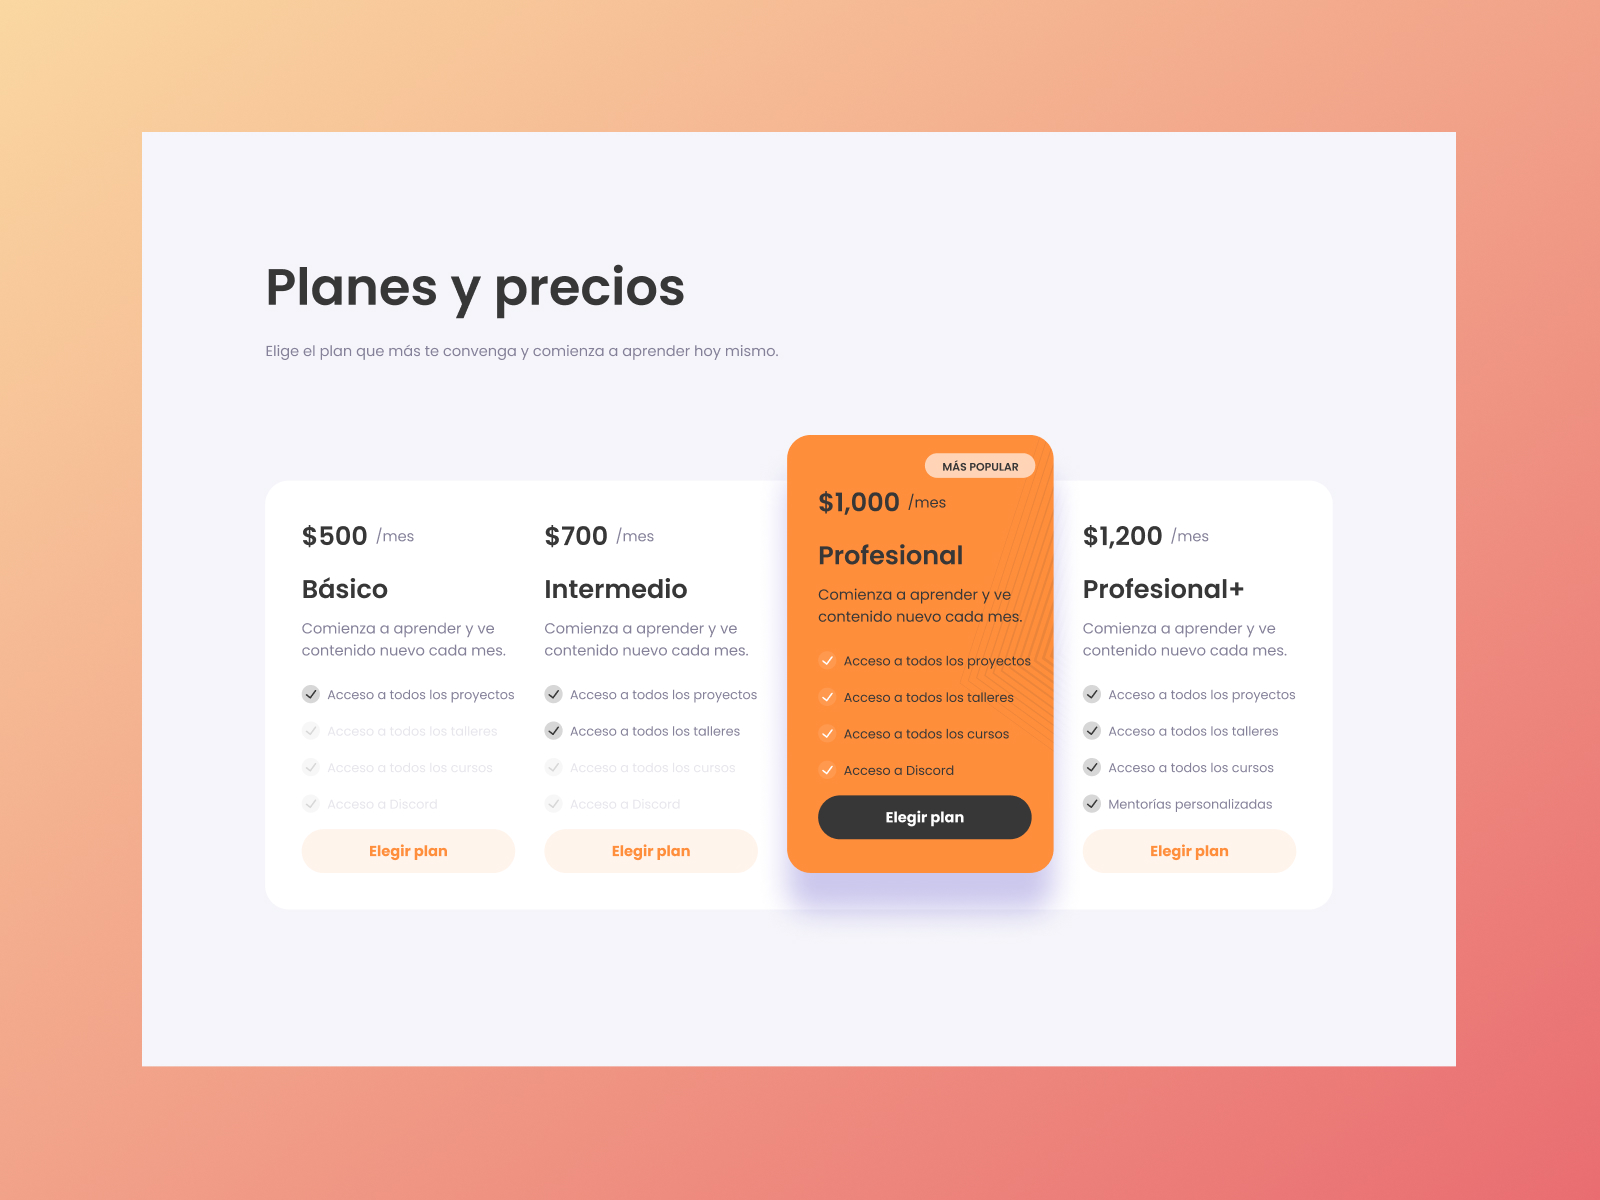 Planes y precios
Elige el plan que más te convenga y comienza a aprender hoy mismo.
$500 /mes
Básico
Comienza a aprender y ve
contenido nuevo cada mes.
Acceso a todos los proyectos
Acceso a todos los talleres
Acceso a todos los cursos
Acceso a Discord
Elegir plan
$700 /mes
Intermedio
Comienza a aprender y ve
contenido nuevo cada mes.
Acceso a todos los proyectos
Acceso a todos los talleres
Acceso a todos los cursos
Acceso a Discord
Elegir plan
MÁS POPULAR
$1,000 /mes
Profesional
Comienza a aprender y ve
contenido nuevo cada mes.
Acceso a todos los proyectos
Acceso a todos los talleres
Acceso a todos los cursos
Acceso a Discord
Elegir plan
$1,200 /mes
Profesional+
Comienza a aprender y ve
contenido nuevo cada mes.
Acceso a todos los proyectos
Acceso a todos los talleres
Acceso a todos los cursos
Mentorías personalizadas
Elegir plan